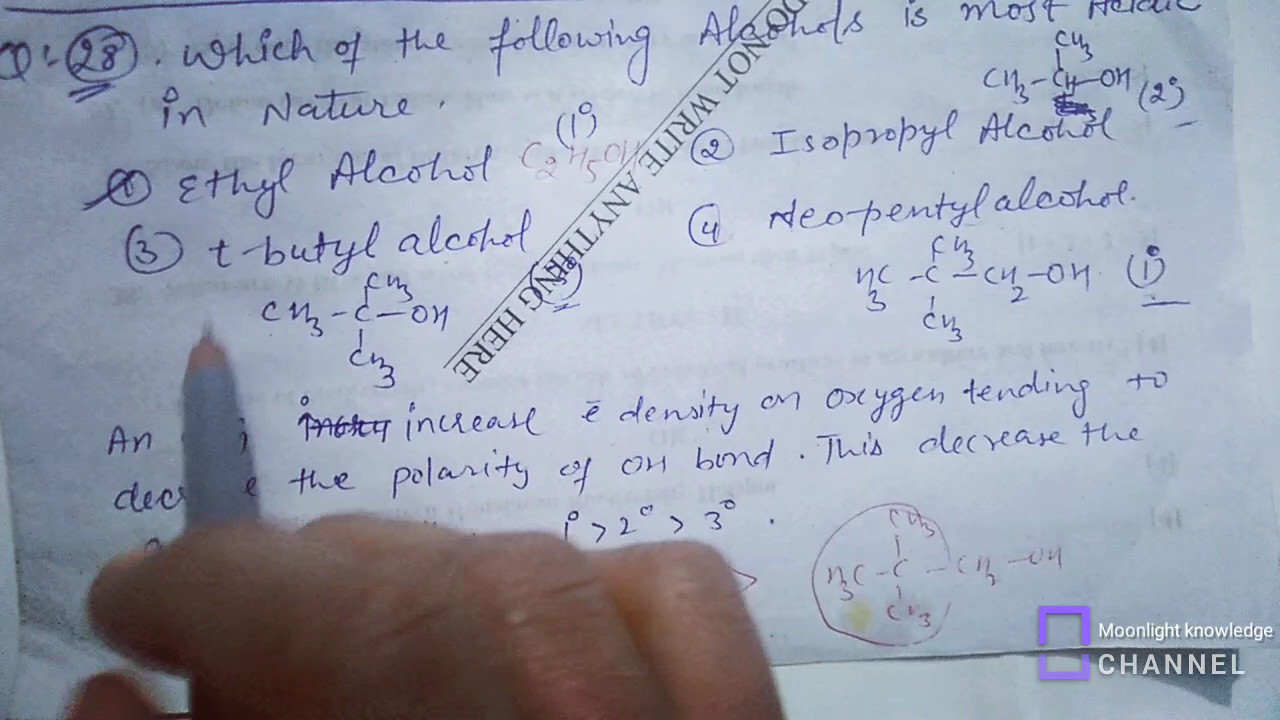 Q.28. Which of the following Alcohols is most Acidic
in Nature.
(1) Ethyl Alcohol C2H5OH (1°)
(2) Isopropyl Alcohol
CH3
CH3-CH-OH (2°)
(3) t-butyl alcohol
CH3
CH3-C-OH
CH3
(4) Neopentylalcohol.
CH3
H3C C-CH2-OH (1°)
CH3
DO NOT WRITE ANYTHING HERE
An increase ē density on oxygen tending to
the polarity of OH bond. This decrease the
1° > 2° > 3°.
CH3
H3C-C-CH2-OH
CH3
Moonlight knowledge
CHANNEL